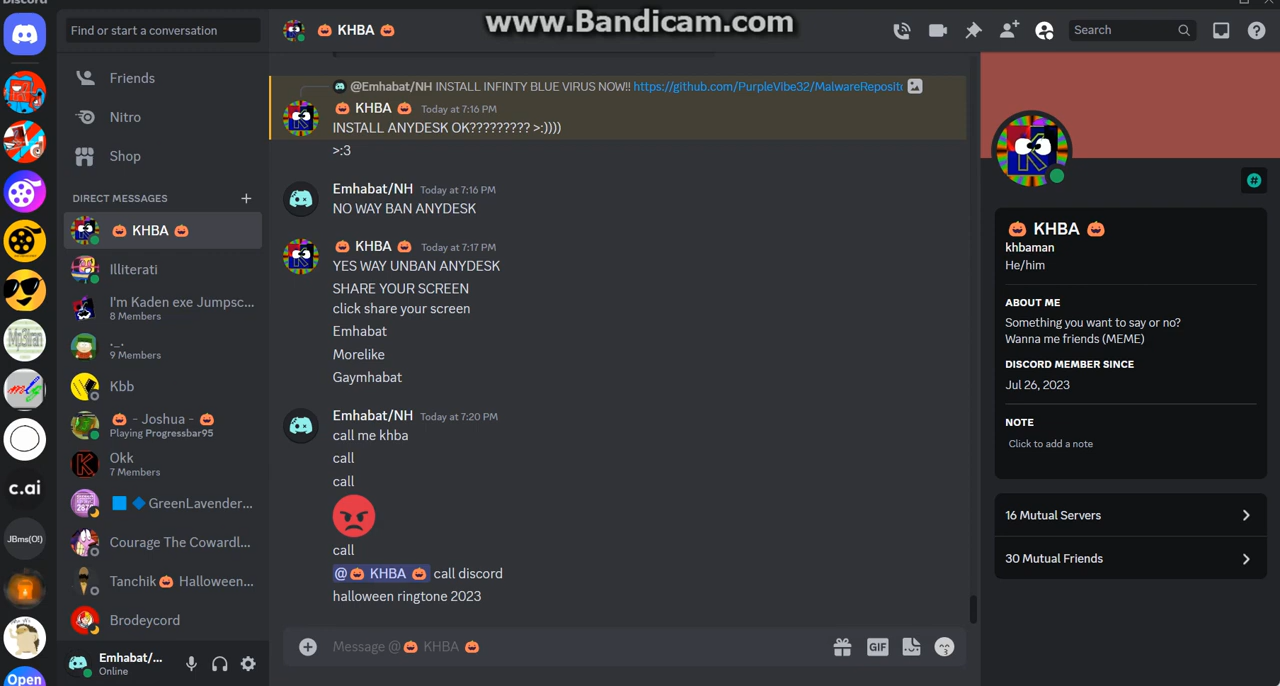 Discord
www.Bandicam.com
Find or start a conversation
KHBA
Search
Friends
Nitro
Shop
DIRECT MESSAGES
KHBA
Illiterati
I'm Kaden exe Jumpsc...
8 Members
._.
9 Members
Kbb
- Joshua -
Playing Progressbar95
Okk
7 Members
GreenLavender...
Courage The Cowardl...
Tanchik Halloween...
Brodeycord
Emhabat/...
Online
c.ai
JBms(O!)
Open
@Emhabat/NH INSTALL INFINTY BLUE VIRUS NOW!! https://github.com/PurpleVibe32/MalwareReposito
KHBA Today at 7:16 PM
INSTALL ANYDESK OK????????? >:))))
>:3
Emhabat/NH Today at 7:16 PM
NO WAY BAN ANYDESK
KHBA Today at 7:17 PM
YES WAY UNBAN ANYDESK
SHARE YOUR SCREEN
click share your screen
Emhabat
Morelike
Gaymhabat
Emhabat/NH Today at 7:20 PM
call me khba
call
call
call
@ KHBA call discord
halloween ringtone 2023
Message @ KHBA
GIF
KHBA
khbaman
He/him
ABOUT ME
Something you want to say or no?
Wanna me friends (MEME)
DISCORD MEMBER SINCE
Jul 26, 2023
NOTE
Click to add a note
16 Mutual Servers
30 Mutual Friends